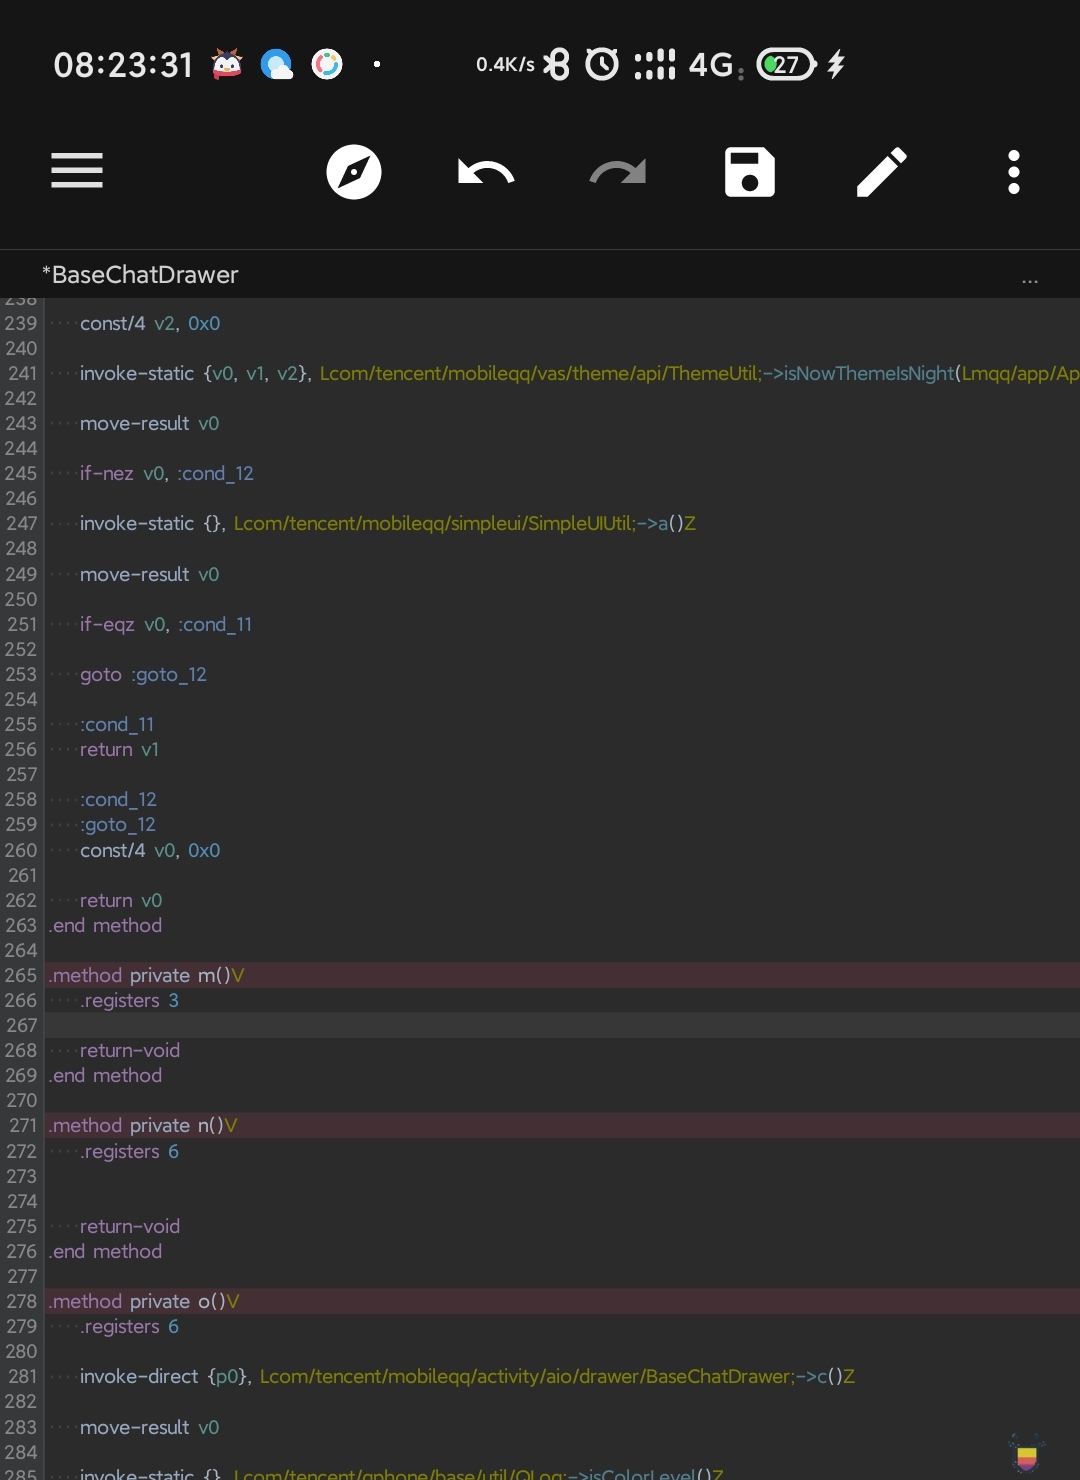 08:23:31 0.4K/s 4G 27
*BaseChatDrawer ...
238
239 const/4 v2, 0x0
240
241 invoke-static {v0, v1, v2}, Lcom/tencent/mobileqq/vas/theme/api/ThemeUtil;->isNowThemeIsNight(Lmqq/app/Ap
242
243 move-result v0
244
245 if-nez v0, :cond_12
246
247 invoke-static {}, Lcom/tencent/mobileqq/simpleui/SimpleUIUtil;->a()Z
248
249 move-result v0
250
251 if-eqz v0, :cond_11
252
253 goto :goto_12
254
255 :cond_11
256 return v1
257
258 :cond_12
259 :goto_12
260 const/4 v0, 0x0
261
262 return v0
263 .end method
264
265 .method private m()V
266 .registers 3
267
268 return-void
269 .end method
270
271 .method private n()V
272 .registers 6
273
274
275 return-void
276 .end method
277
278 .method private o()V
279 .registers 6
280
281 invoke-direct {p0}, Lcom/tencent/mobileqq/activity/aio/drawer/BaseChatDrawer;->c()Z
282
283 move-result v0
284
285 invoke-static {}, Lcom/tencent/qphone/base/util/QLog;->isColorLevel()Z